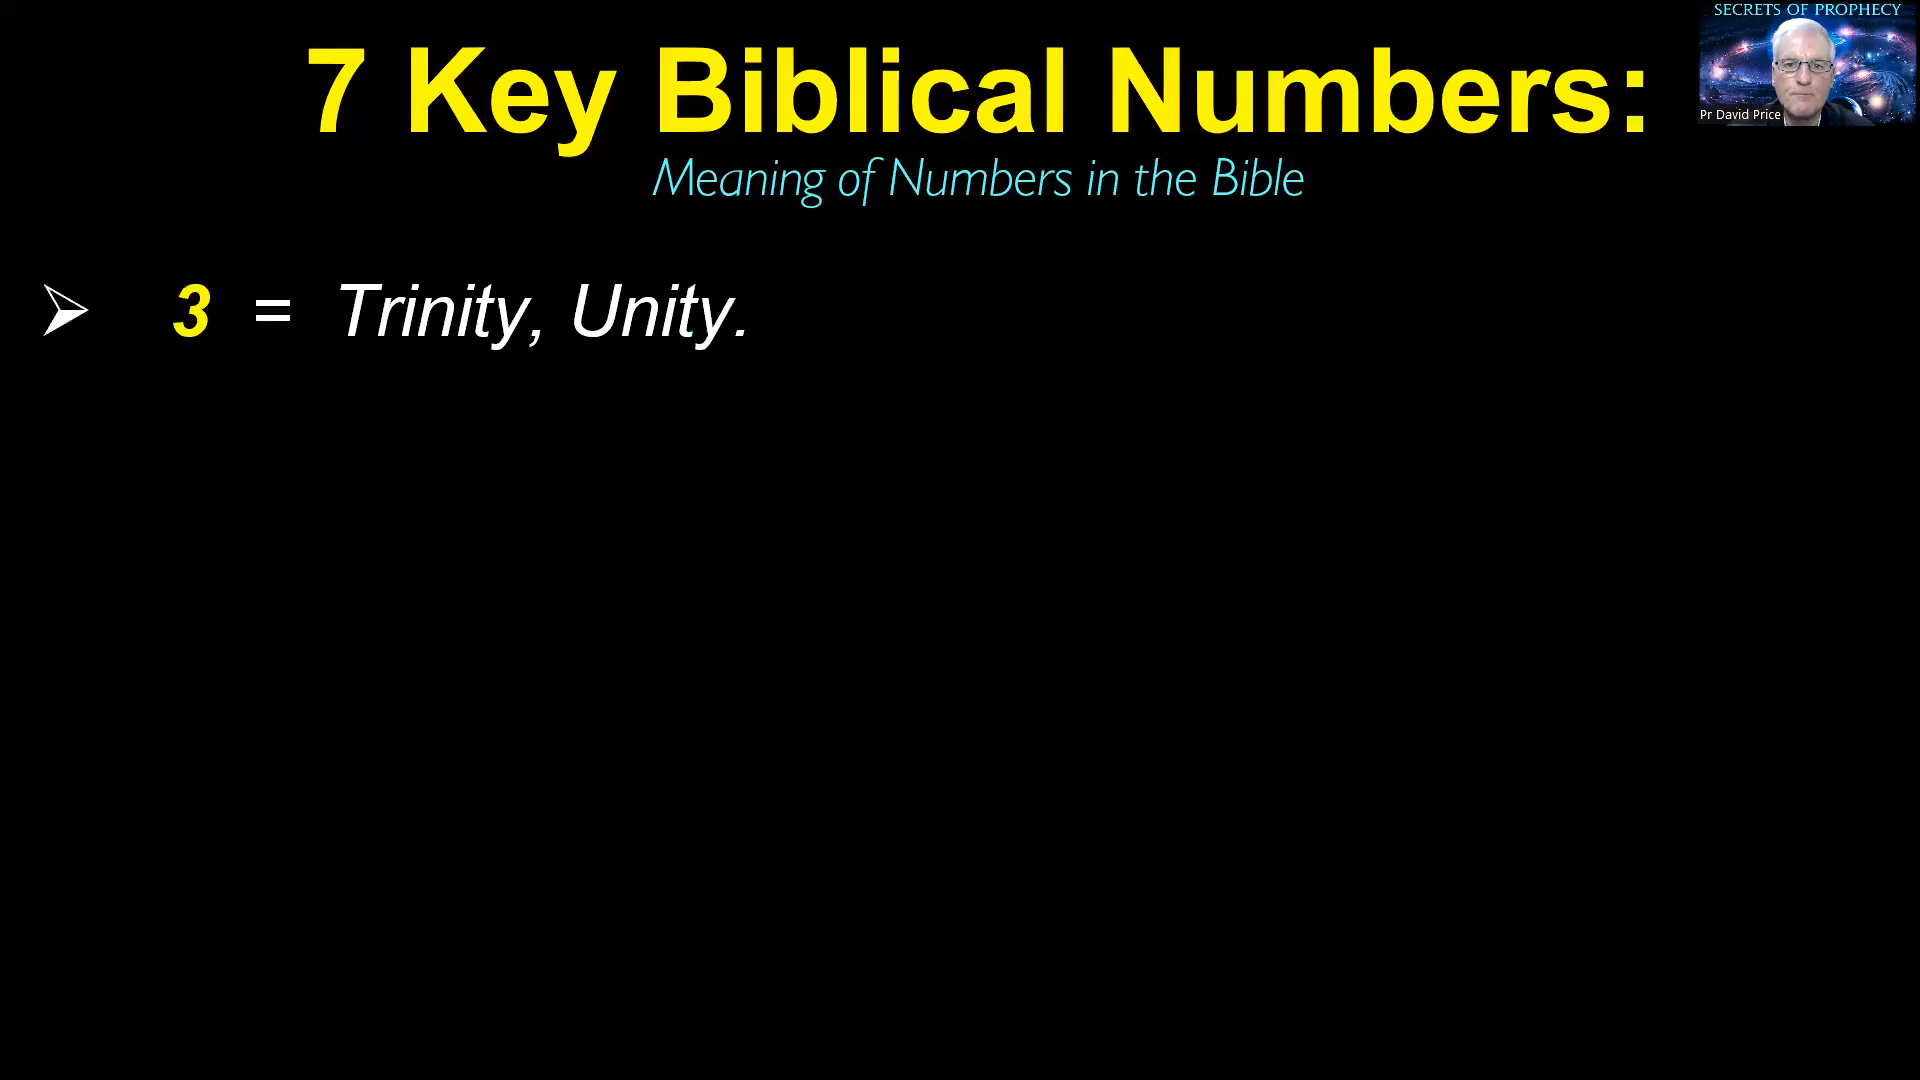 SECRETS OF PROPHECY
7 Key Biblical Numbers:
Pr David Price
Meaning of Numbers in the Bible
➢ 3 = Trinity, Unity.